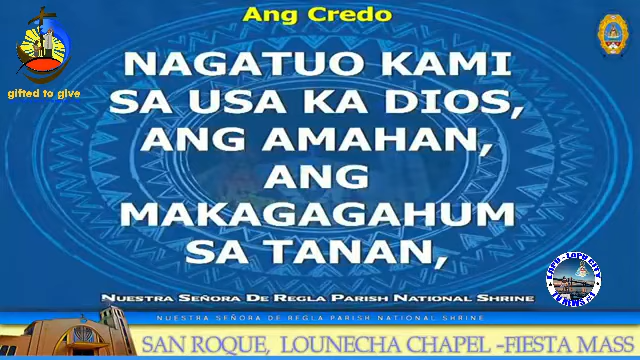 Ang Credo
gifted to give
NAGATUO KAMI
SA USA KA DIOS,
ANG AMAHAN,
ANG
MAKAGAGAHUM
SA TANAN,
NUESTRA SEÑORA DE REGLA PARISH NATIONAL SHRINE
NUESTRA SEÑORA DE REGLA PARISH NATIONAL SHRINE
SAN ROQUE, LOUNECHA CHAPEL -FIESTA MASS